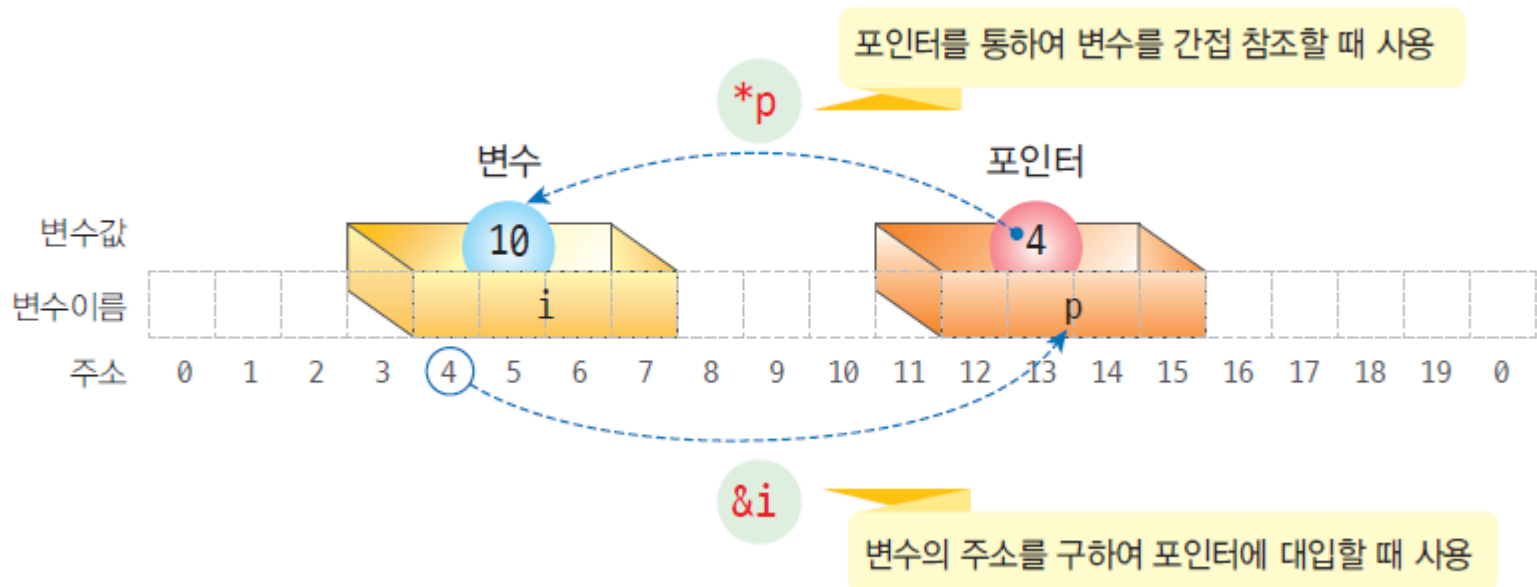 포인터를 통하여 변수를 간접 참조할 때 사용
*p
변수
포인터
변수값
10
4
변수이름
i
p
주소 0 1 2 3 4 5 6 7 8 9 10 11 12 13 14 15 16 17 18 19 0
&i
변수의 주소를 구하여 포인터에 대입할 때 사용